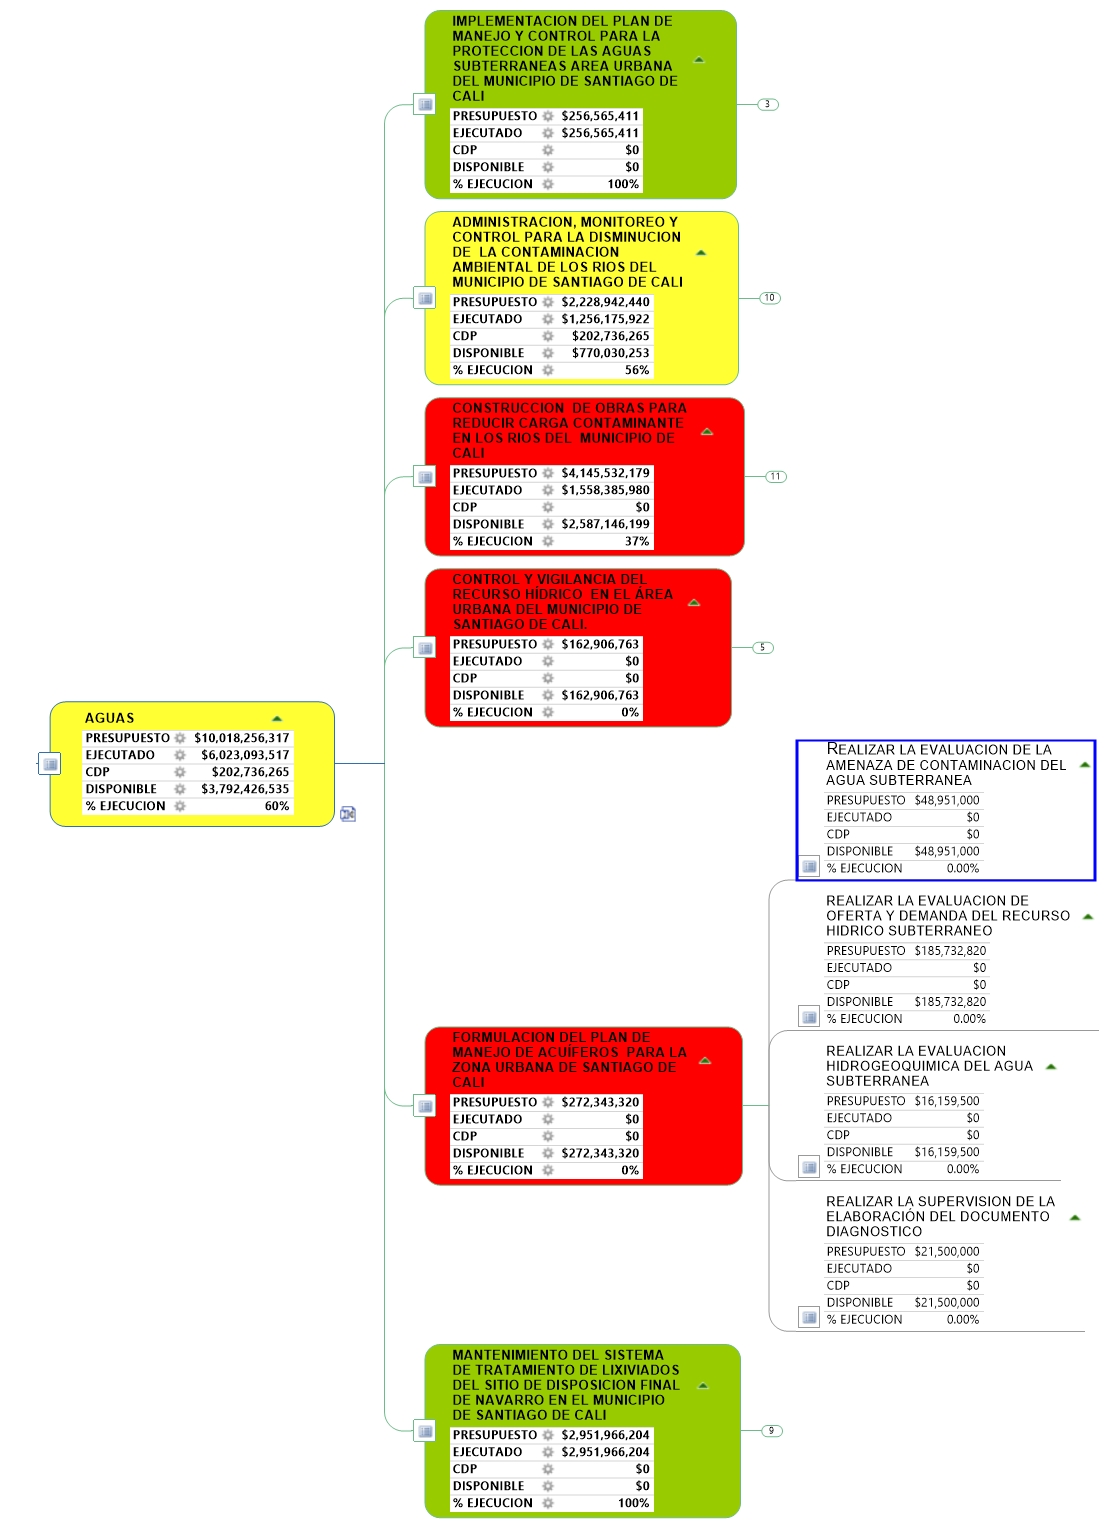 IMPLEMENTACION DEL PLAN DE
MANEJO Y CONTROL PARA LA
PROTECCION DE LAS AGUAS
SUBTERRANEAS AREA URBANA
DEL MUNICIPIO DE SANTIAGO DE
CALI
PRESUPUESTO $256,565,411
EJECUTADO $256,565,411
CDP $0
DISPONIBLE $0
% EJECUCION 100%
3
ADMINISTRACION, MONITOREO Y
CONTROL PARA LA DISMINUCION
DE LA CONTAMINACION
AMBIENTAL DE LOS RIOS DEL
MUNICIPIO DE SANTIAGO DE CALI
PRESUPUESTO $2,228,942,440
EJECUTADO $1,256,175,922
CDP $202,736,265
DISPONIBLE $770,030,253
% EJECUCION 56%
10
CONSTRUCCION DE OBRAS PARA
REDUCIR CARGA CONTAMINANTE
EN LOS RIOS DEL MUNICIPIO DE
CALI
PRESUPUESTO $4,145,532,179
EJECUTADO $1,558,385,980
CDP $0
DISPONIBLE $2,587,146,199
% EJECUCION 37%
11
CONTROL Y VIGILANCIA DEL
RECURSO HÍDRICO EN EL ÁREA
URBANA DEL MUNICIPIO DE
SANTIAGO DE CALI.
PRESUPUESTO $162,906,763
EJECUTADO $0
CDP $0
DISPONIBLE $162,906,763
% EJECUCION 0%
5
AGUAS
PRESUPUESTO $10,018,256,317
EJECUTADO $6,023,093,517
CDP $202,736,265
DISPONIBLE $3,792,426,535
% EJECUCION 60%
REALIZAR LA EVALUACION DE LA
AMENAZA DE CONTAMINACION DEL
AGUA SUBTERRANEA
PRESUPUESTO $48,951,000
EJECUTADO $0
CDP $0
DISPONIBLE $48,951,000
% EJECUCION 0.00%
REALIZAR LA EVALUACION DE
OFERTA Y DEMANDA DEL RECURSO
HIDRICO SUBTERRANEO
PRESUPUESTO $185,732,820
EJECUTADO $0
CDP $0
DISPONIBLE $185,732,820
% EJECUCION 0.00%
FORMULACION DEL PLAN DE
MANEJO DE ACUÍFEROS PARA LA
ZONA URBANA DE SANTIAGO DE
CALI
PRESUPUESTO $272,343,320
EJECUTADO $0
CDP $0
DISPONIBLE $272,343,320
% EJECUCION 0%
REALIZAR LA EVALUACION
HIDROGEOQUIMICA DEL AGUA
SUBTERRANEA
PRESUPUESTO $16,159,500
EJECUTADO $0
CDP $0
DISPONIBLE $16,159,500
% EJECUCION 0.00%
REALIZAR LA SUPERVISION DE LA
ELABORACIÓN DEL DOCUMENTO
DIAGNOSTICO
PRESUPUESTO $21,500,000
EJECUTADO $0
CDP $0
DISPONIBLE $21,500,000
% EJECUCION 0.00%
MANTENIMIENTO DEL SISTEMA
DE TRATAMIENTO DE LIXIVIADOS
DEL SITIO DE DISPOSICION FINAL
DE NAVARRO EN EL MUNICIPIO
DE SANTIAGO DE CALI
PRESUPUESTO $2,951,966,204
EJECUTADO $2,951,966,204
CDP $0
DISPONIBLE $0
% EJECUCION 100%
9